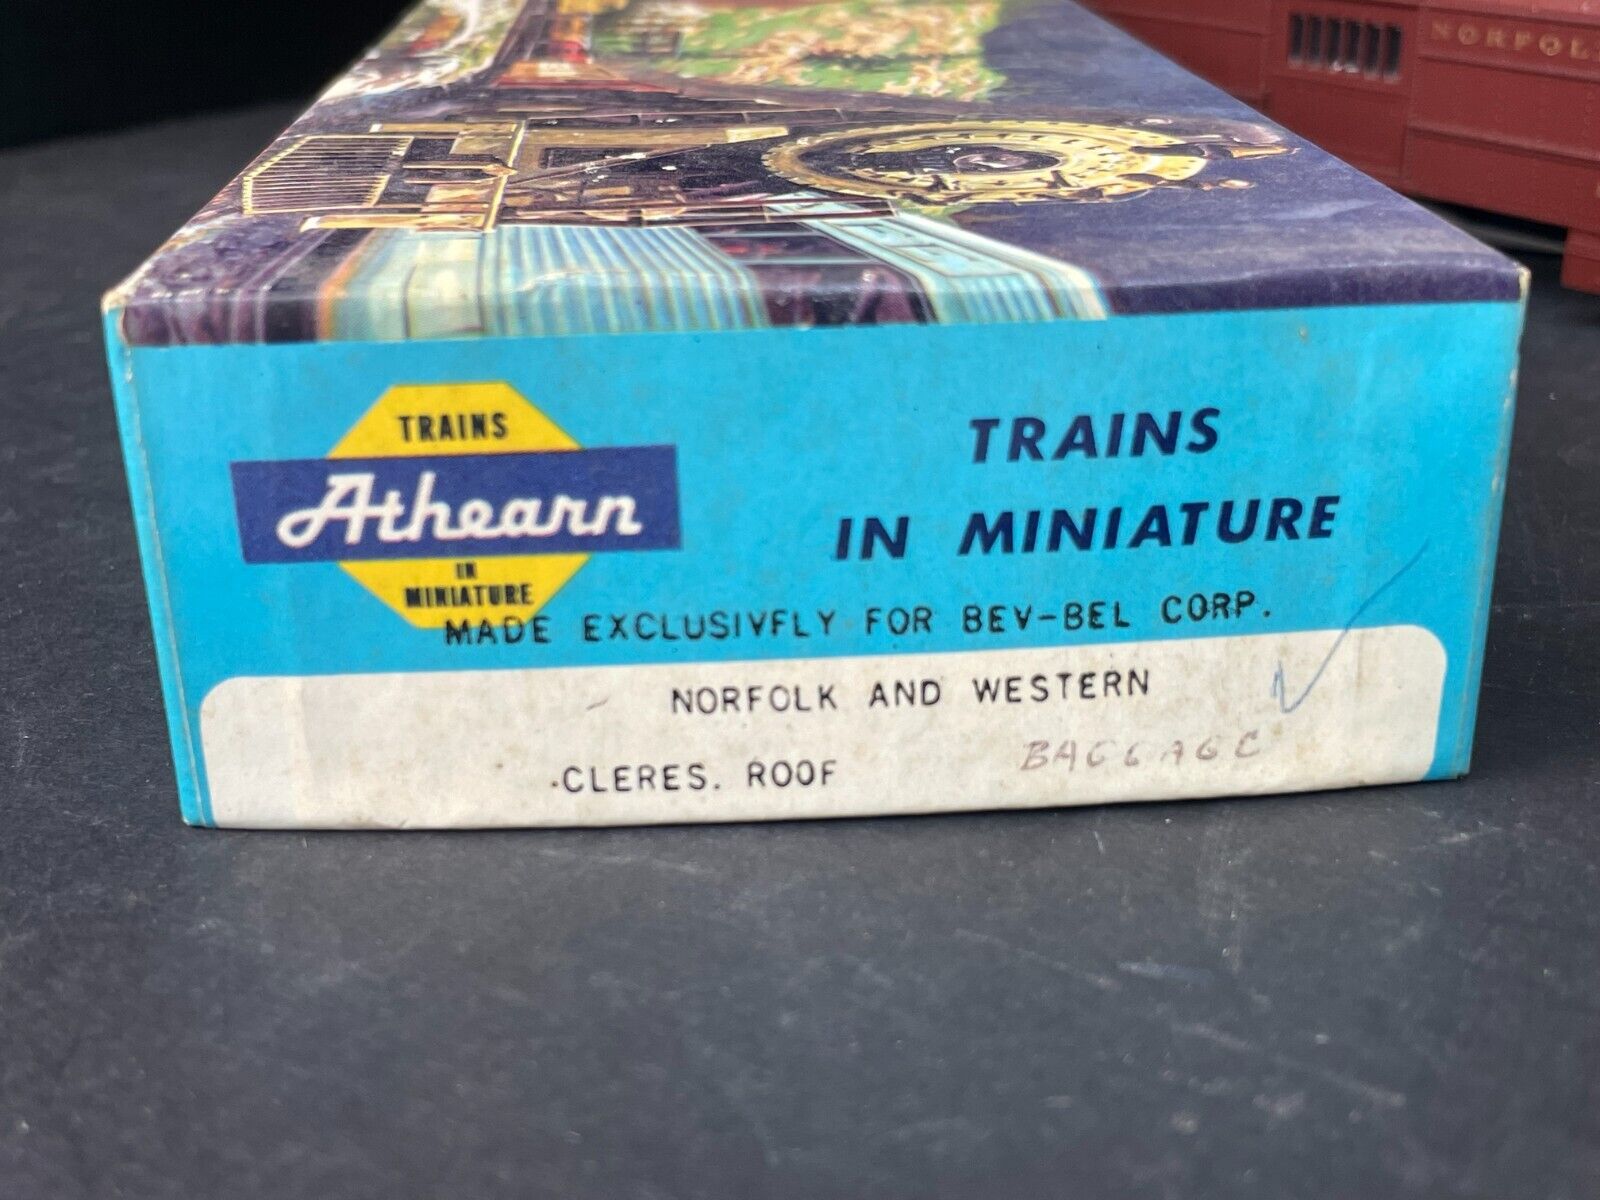 NORFOL
TRAINS
Athearn
IN
MINIATURE
TRAINS
IN MINIATURE
MADE EXCLUSIVFLY FOR BEV-BEL CORP.
NORFOLK AND WESTERN
CLERES. ROOF
BAGGAGE